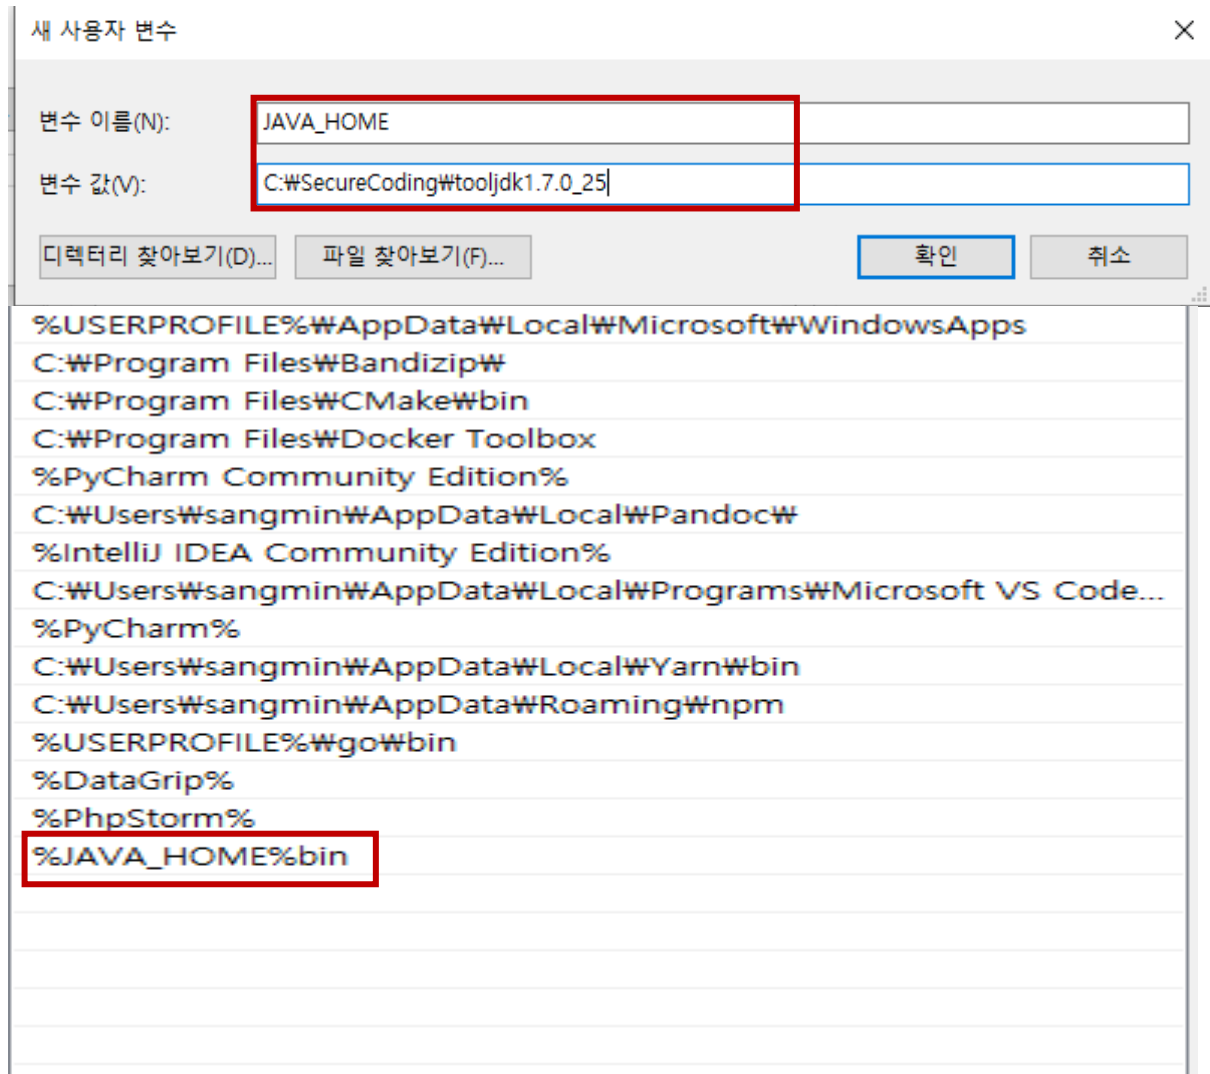 새 사용자 변수
변수 이름(N):
JAVA_HOME
변수 값(V):
C:₩SecureCoding₩tooljdk1.7.0_25
디렉터리 찾아보기(D)...
파일 찾아보기(F)...
확인
취소
%USERPROFILE%₩AppData₩Local₩Microsoft₩WindowsApps
C:₩Program Files₩Bandizip₩
C:₩Program Files₩CMake₩bin
C:₩Program Files₩Docker Toolbox
%PyCharm Community Edition%
C:₩Users₩sangmin₩AppData₩Local₩Pandoc₩
%IntelliJ IDEA Community Edition%
C:₩Users₩sangmin₩AppData₩Local₩Programs₩Microsoft VS Code...
%PyCharm%
C:₩Users₩sangmin₩AppData₩Local₩Yarn₩bin
C:₩Users₩sangmin₩AppData₩Roaming₩npm
%USERPROFILE%₩go₩bin
%DataGrip%
%PhpStorm%
%JAVA_HOME%bin